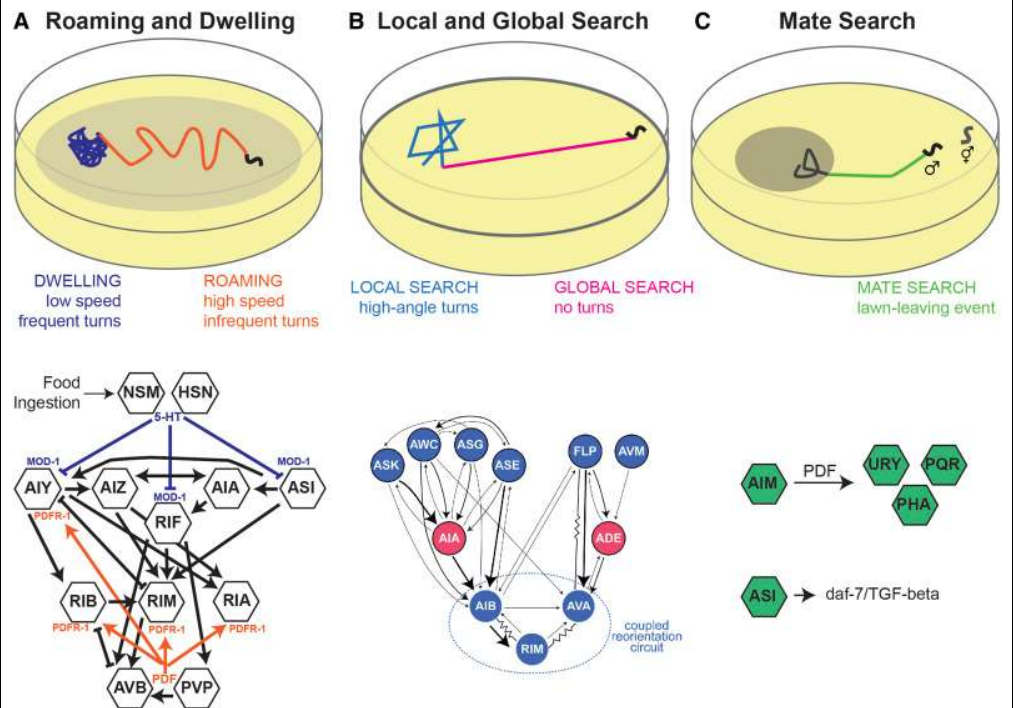 A Roaming and Dwelling
B Local and Global Search
C Mate Search
♂
⚥
DWELLING
low speed
frequent turns
ROAMING
high speed
infrequent turns
LOCAL SEARCH
high-angle turns
GLOBAL SEARCH
no turns
MATE SEARCH
lawn-leaving event
Food
Ingestion
NSM
HSN
5-HT
MOD-1
MOD-1
AIY
AIZ
AIA
ASI
MOD-1
PDFR-1
RIF
RIB
RIM
RIA
PDFR-1
PDFR-1
PDFR-1
PDF
AVB
PVP
AWC
ASG
ASK
ASE
FLP
AVM
AIA
ADE
AIB
AVA
RIM
coupled
reorientation
circuit
AIM
PDF
URY
PQR
PHA
ASI
daf-7/TGF-beta